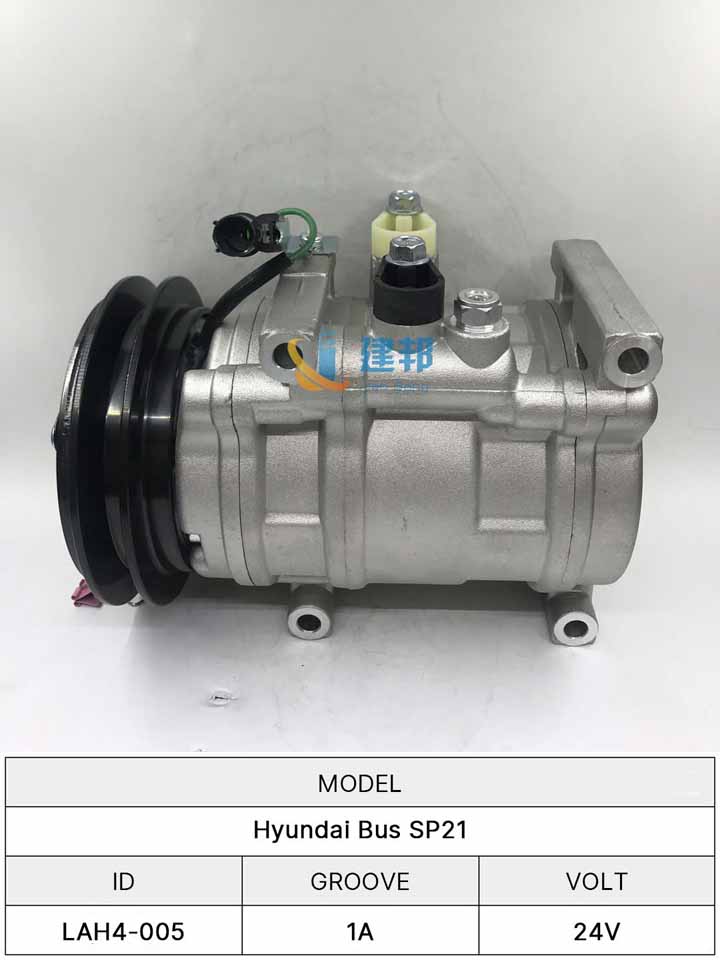 建邦
MODEL
Hyundai Bus SP21
ID
GROOVE
VOLT
LAH4-005
1A
24V